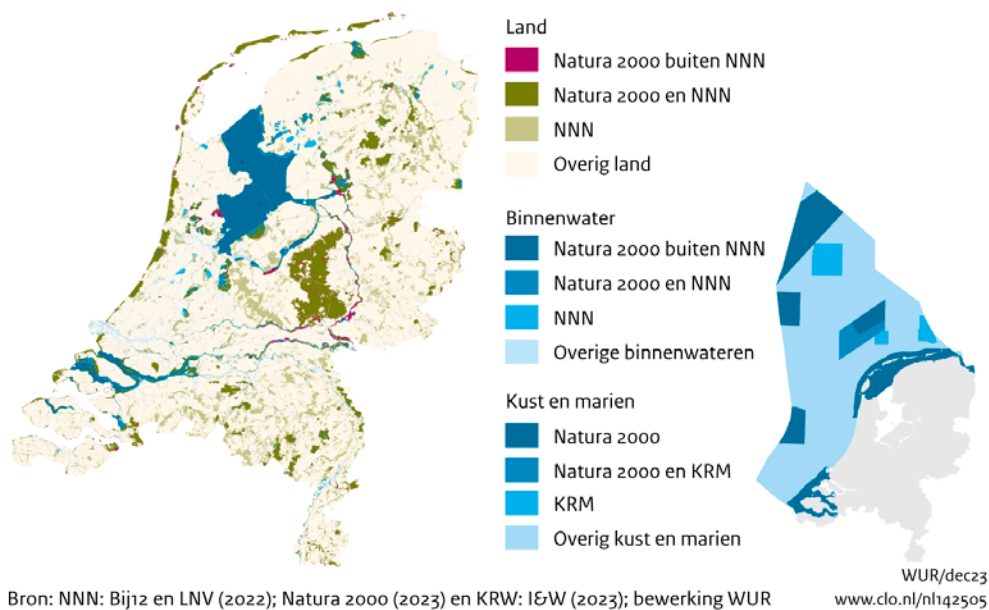 Land
Natura 2000 buiten NNN
Natura 2000 en NNN
NNN
Overig land
Binnenwater
Natura 2000 buiten NNN
Natura 2000 en NNN
NNN
Overige binnenwateren
Kust en marien
Natura 2000
Natura 2000 en KRM
KRM
Overig kust en marien
WUR/dec23
Bron: NNN: Bij12 en LNV (2022); Natura 2000 (2023) en KRW: I&W (2023); bewerking WUR
www.clo.nl/nl142505